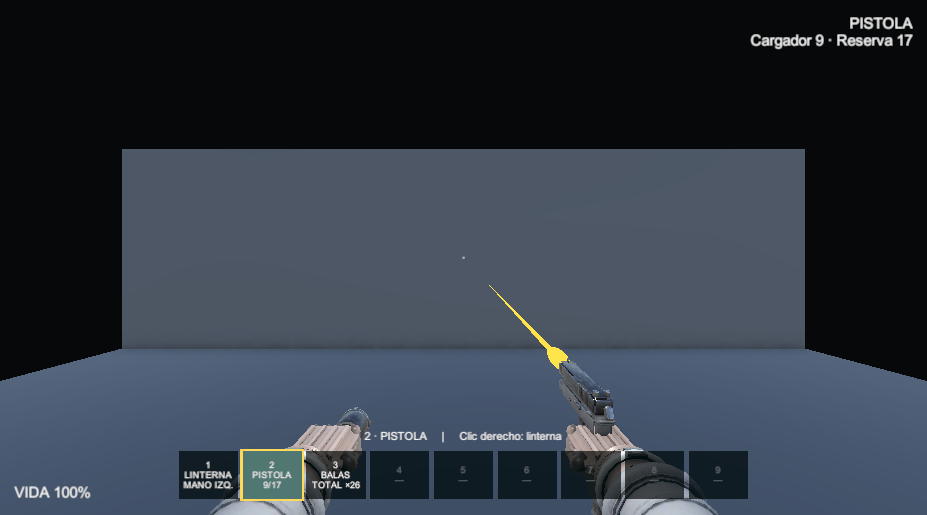 PISTOLA
Cargador 9 · Reserva 17
2 · PISTOLA | Clic derecho: linterna
1
LINTERNA
MANO IZQ.
2
PISTOLA
9/17
3
BALAS
TOTAL ×26
4
—
5
—
6
—
7
8
—
9
—
VIDA 100%